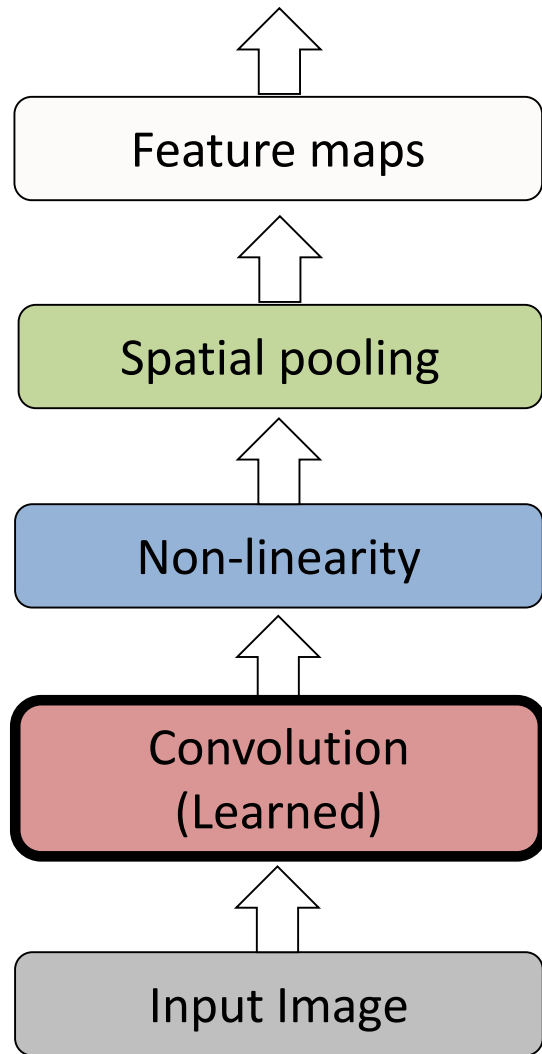 Feature maps
Spatial pooling
Non-linearity
Convolution
(Learned)
Input Image